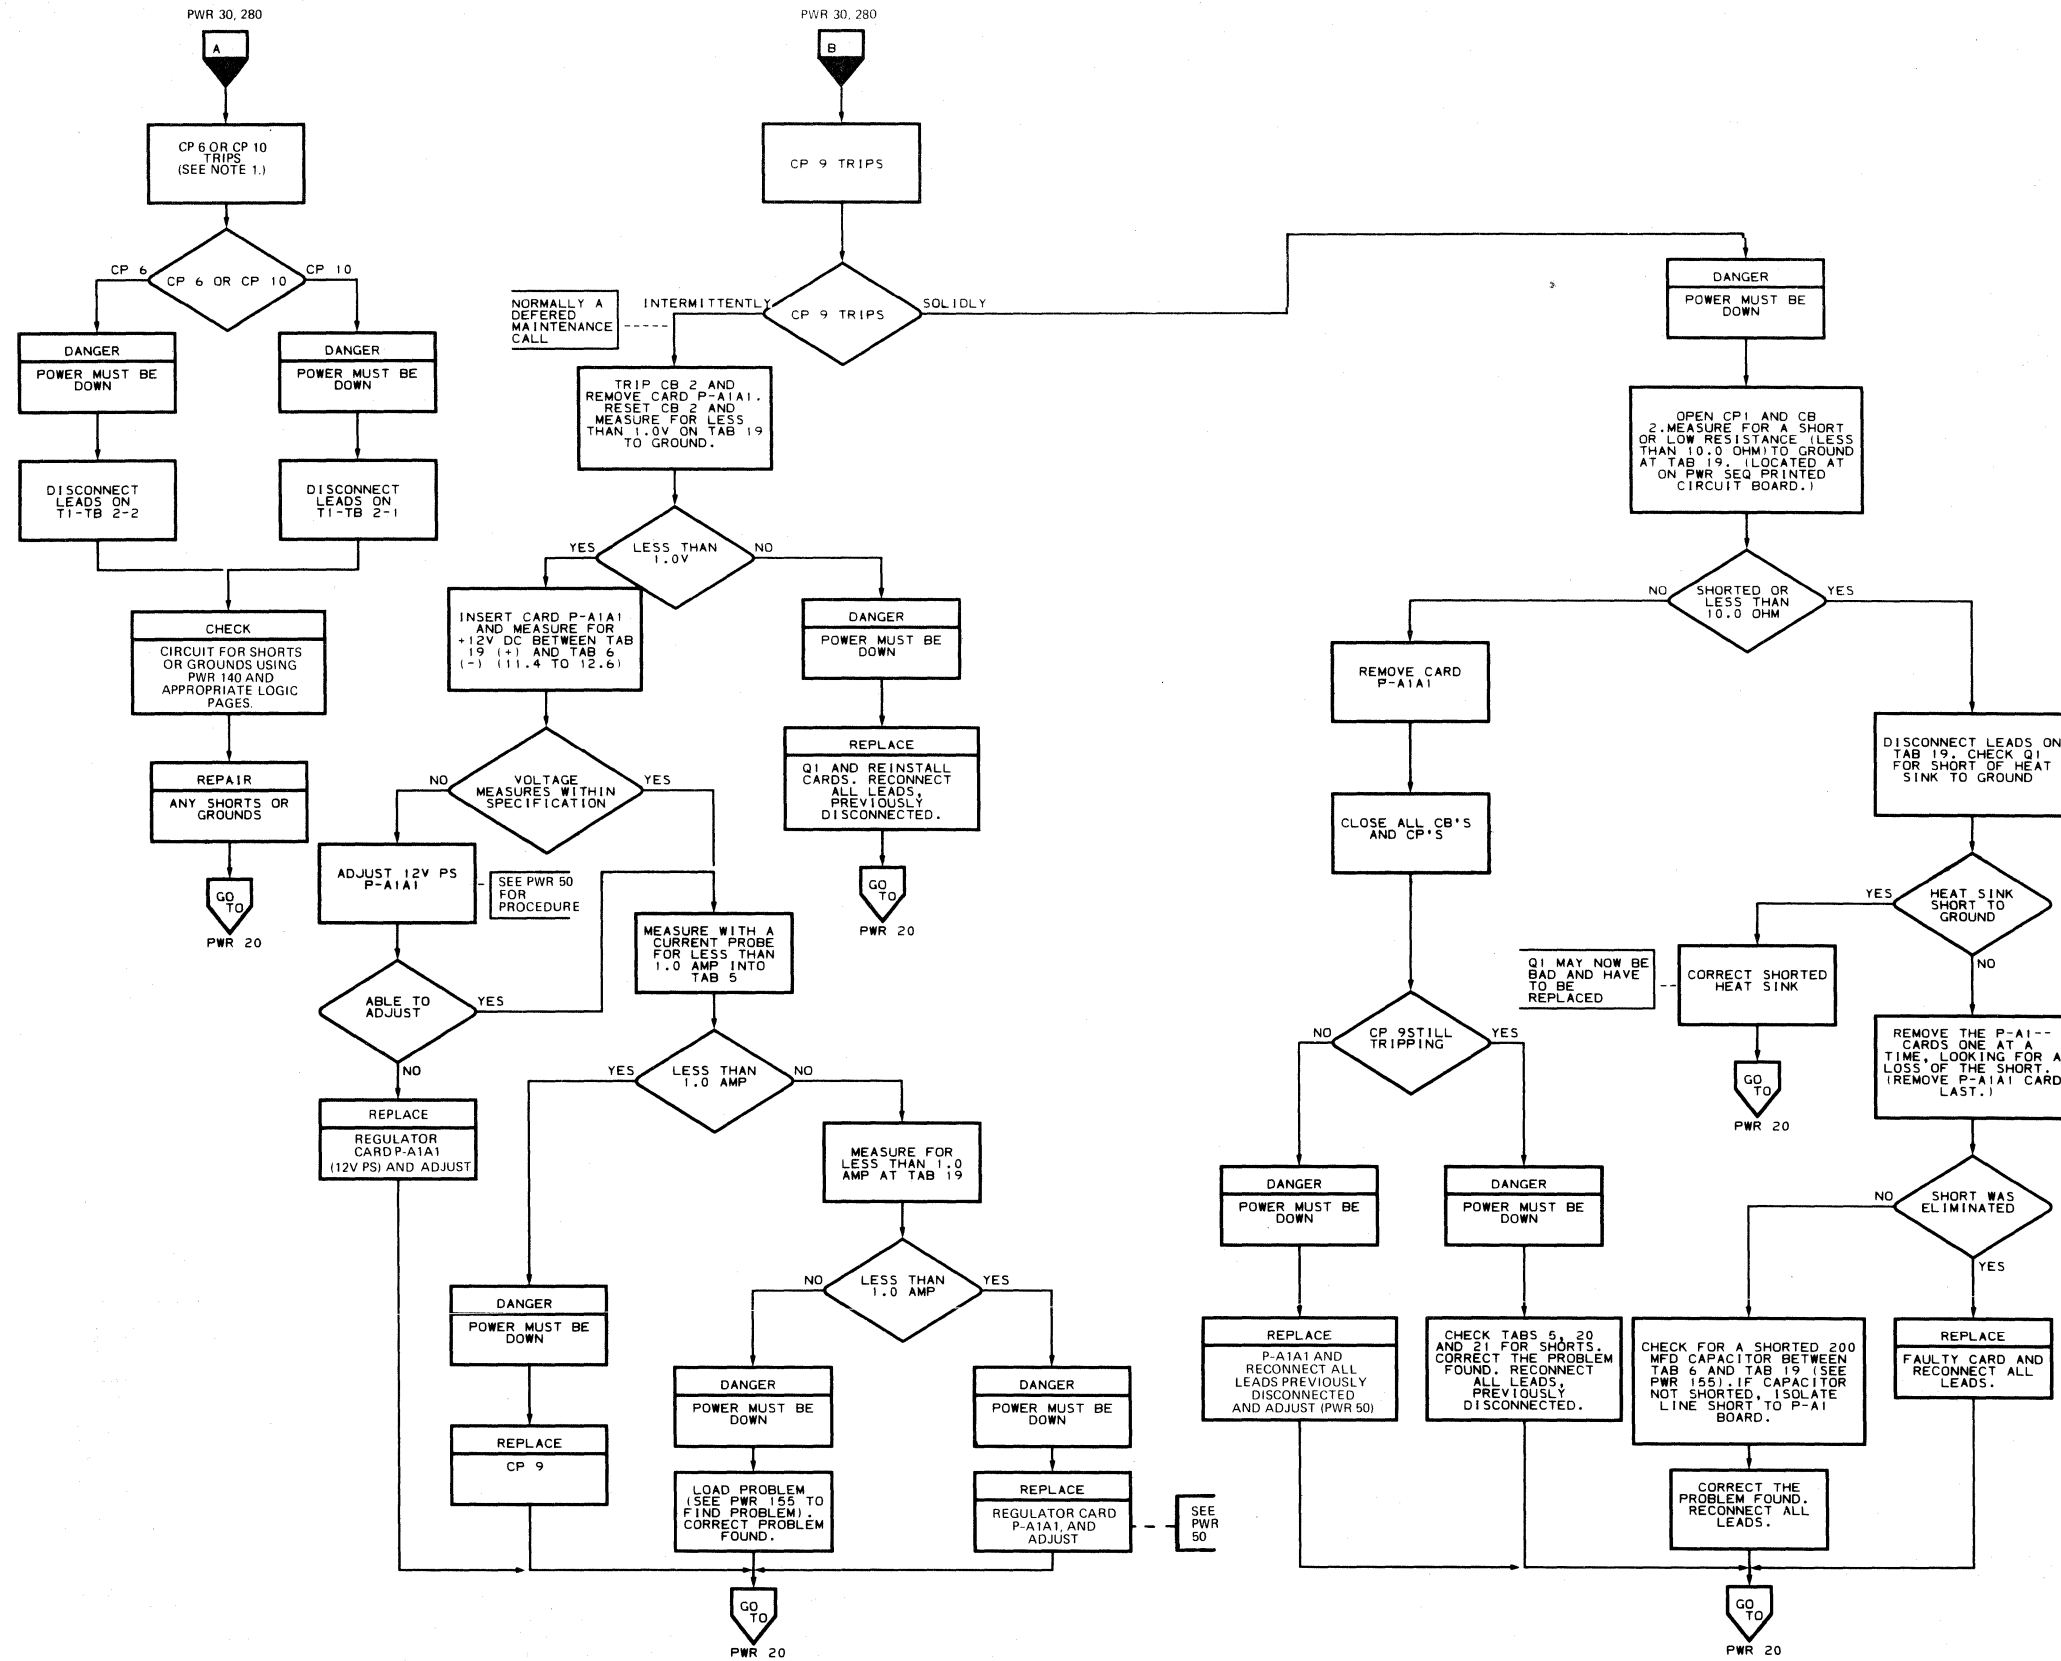 PWR 30, 280
A
CP 6 OR CP 10
TRIPS
(SEE NOTE 1.)
CP 6
CP 6 OR CP 10
CP 10
DANGER
POWER MUST BE
DOWN
DANGER
POWER MUST BE
DOWN
DISCONNECT
LEADS ON
T1-TB 2-2
DISCONNECT
LEADS ON
T1-TB 2-1
CHECK
CIRCUIT FOR SHORTS
OR GROUNDS USING
PWR 140 AND
APPROPRIATE LOGIC
PAGES.
REPAIR
ANY SHORTS OR
GROUNDS
GO
TO
PWR 20
PWR 30, 280
B
CP 9 TRIPS
CP 9 TRIPS
INTERMITTENTLY
SOLIDLY
NORMALLY A
DEFERED
MAINTENANCE
CALL
TRIP CB 2 AND
REMOVE CARD P-A1A1.
RESET CB 2 AND
MEASURE FOR LESS
THAN 1.0V ON TAB 19
TO GROUND.
YES
LESS THAN
1.0V
NO
INSERT CARD P-A1A1
AND MEASURE FOR
+12V DC BETWEEN TAB
19 (+) AND TAB 6
(-) (11.4 TO 12.6)
DANGER
POWER MUST BE
DOWN
REPLACE
Q1 AND REINSTALL
CARDS. RECONNECT
ALL LEADS,
PREVIOUSLY
DISCONNECTED.
GO
TO
PWR 20
NO
VOLTAGE
MEASURES WITHIN
SPECIFICATION
YES
ADJUST 12V PS
P-A1A1
SEE PWR 50
FOR
PROCEDURE
ABLE TO
ADJUST
YES
NO
REPLACE
REGULATOR
CARD P-A1A1
(12V PS) AND ADJUST
MEASURE WITH A
CURRENT PROBE
FOR LESS THAN
1.0 AMP INTO
TAB 5
YES
LESS THAN
1.0 AMP
NO
MEASURE FOR
LESS THAN 1.0
AMP AT TAB 19
NO
LESS THAN
1.0 AMP
YES
DANGER
POWER MUST BE
DOWN
REPLACE
CP 9
DANGER
POWER MUST BE
DOWN
LOAD PROBLEM
(SEE PWR 155 TO
FIND PROBLEM).
CORRECT PROBLEM
FOUND.
DANGER
POWER MUST BE
DOWN
REPLACE
REGULATOR CARD
P-A1A1, AND
ADJUST
SEE
PWR
50
GO
TO
PWR 20
DANGER
POWER MUST BE
DOWN
OPEN CP1 AND CB
2.MEASURE FOR A SHORT
OR LOW RESISTANCE (LESS
THAN 10.0 OHM)TO GROUND
AT TAB 19. (LOCATED AT
ON PWR SEQ PRINTED
CIRCUIT BOARD.)
NO
SHORTED OR
LESS THAN
10.0 OHM
YES
REMOVE CARD
P-A1A1
CLOSE ALL CB'S
AND CP'S
NO
CP 9STILL
TRIPPING
YES
DANGER
POWER MUST BE
DOWN
REPLACE
P-A1A1 AND
RECONNECT ALL
LEADS PREVIOUSLY
DISCONNECTED
AND ADJUST (PWR 50)
DANGER
POWER MUST BE
DOWN
CHECK TABS 5, 20
AND 21 FOR SHORTS.
CORRECT THE PROBLEM
FOUND. RECONNECT
ALL LEADS,
PREVIOUSLY
DISCONNECTED.
DISCONNECT LEADS ON
TAB 19. CHECK Q1
FOR SHORT OF HEAT
SINK TO GROUND
YES
HEAT SINK
SHORT TO
GROUND
NO
Q1 MAY NOW BE
BAD AND HAVE
TO BE
REPLACED
CORRECT SHORTED
HEAT SINK
GO
TO
PWR 20
REMOVE THE P-A1--
CARDS ONE AT A
TIME, LOOKING FOR A
LOSS OF THE SHORT.
(REMOVE P-A1A1 CARD
LAST.)
NO
SHORT WAS
ELIMINATED
YES
CHECK FOR A SHORTED 200
MFD CAPACITOR BETWEEN
TAB 6 AND TAB 19 (SEE
PWR 155).IF CAPACITOR
NOT SHORTED, ISOLATE
LINE SHORT TO P-A1
BOARD.
REPLACE
FAULTY CARD AND
RECONNECT ALL
LEADS.
CORRECT THE
PROBLEM FOUND.
RECONNECT ALL
LEADS.
GO
TO
PWR 20